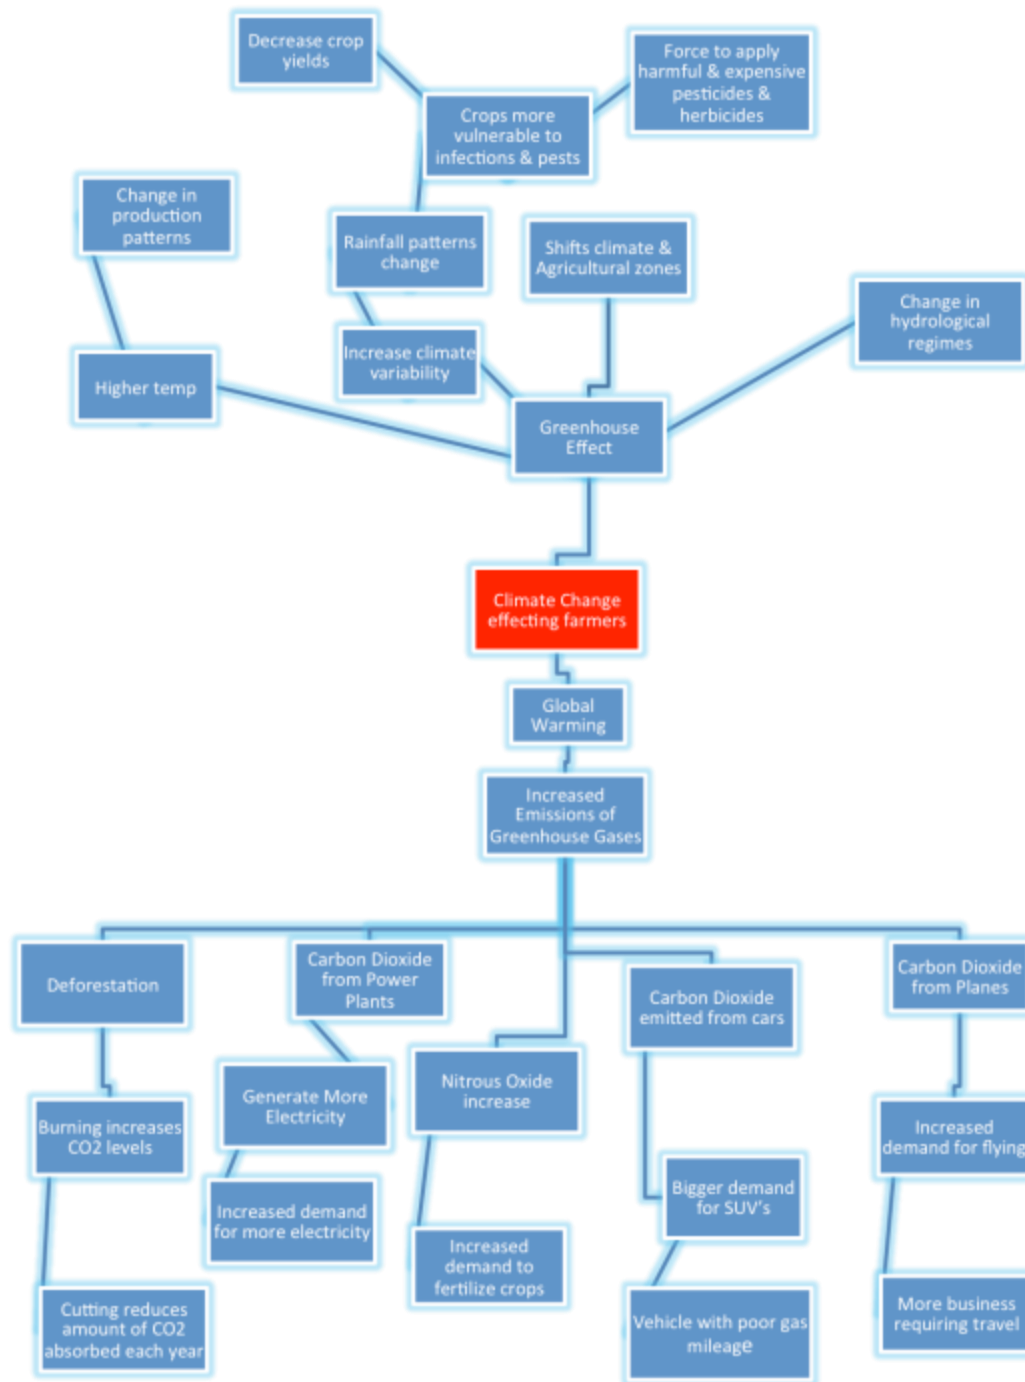 Decrease crop
yields
Force to apply
harmful & expensive
pesticides &
herbicides
Crops more
vulnerable to
infections & pests
Change in
production
patterns
Rainfall patterns
change
Shifts climate &
Agricultural zones
Change in
hydrological
regimes
Increase climate
variability
Higher temp
Greenhouse
Effect
Climate Change
effecting farmers
Global
Warming
Increased
Emissions of
Greenhouse Gases
Deforestation
Carbon Dioxide
from Power
Plants
Carbon Dioxide
emitted from cars
Carbon Dioxide
from Planes
Generate More
Electricity
Nitrous Oxide
increase
Burning increases
CO2 levels
Increased
demand for flying
Bigger demand
for SUV's
Increased demand
for more electricity
Increased
demand to
fertilize crops
Cutting reduces
amount of CO2
absorbed each year
Vehicle with poor gas
mileage
More business
requiring travel